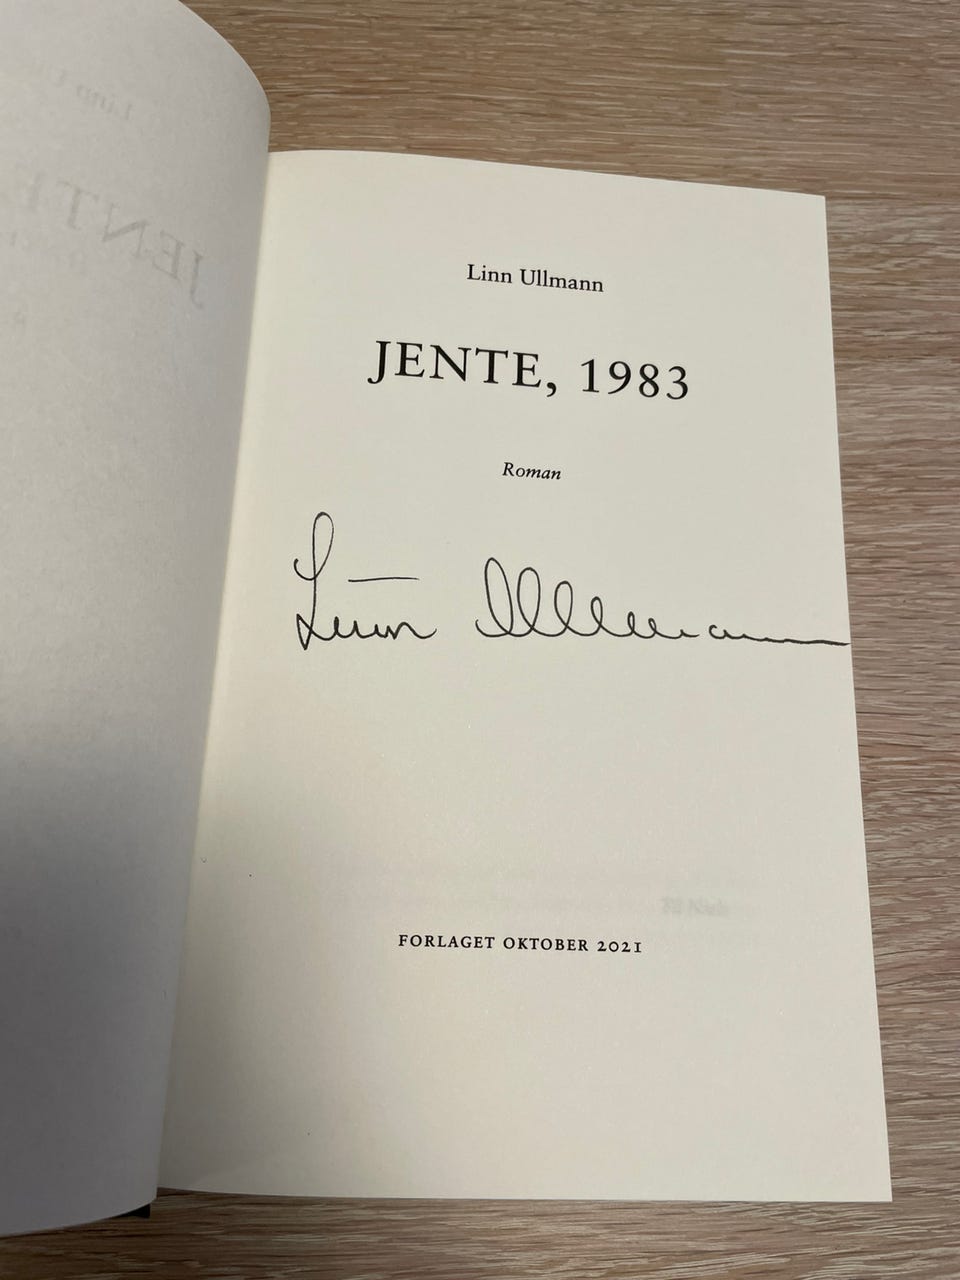 Linn Ullmann
JENTE, 1983
Roman
Linn Ullmann
FORLAGET OKTOBER 2021